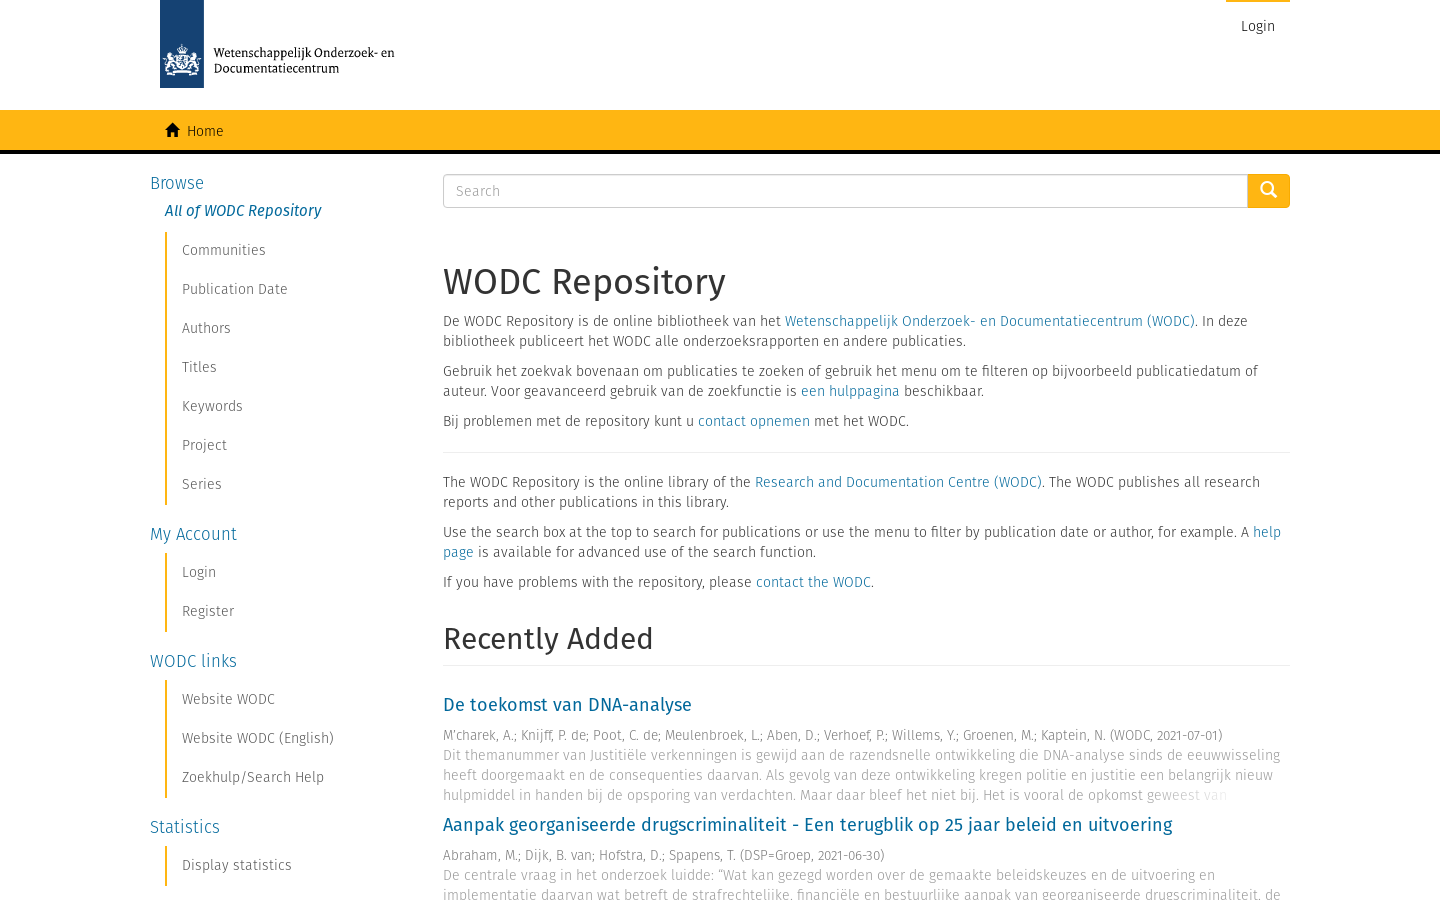 Wetenschappelijk Onderzoek- en
Documentatiecentrum
Login
Home
Browse
All of WODC Repository
Communities
Publication Date
Authors
Titles
Keywords
Project
Series
My Account
Login
Register
WODC links
Website WODC
Website WODC (English)
Zoekhulp/Search Help
Statistics
Display statistics
Search
WODC Repository
De WODC Repository is de online bibliotheek van het Wetenschappelijk Onderzoek- en Documentatiecentrum (WODC). In deze
bibliotheek publiceert het WODC alle onderzoeksrapporten en andere publicaties.
Gebruik het zoekvak bovenaan om publicaties te zoeken of gebruik het menu om te filteren op bijvoorbeeld publicatiedatum of
auteur. Voor geavanceerd gebruik van de zoekfunctie is een hulppagina beschikbaar.
Bij problemen met de repository kunt u contact opnemen met het WODC.
The WODC Repository is the online library of the Research and Documentation Centre (WODC). The WODC publishes all research
reports and other publications in this library.
Use the search box at the top to search for publications or use the menu to filter by publication date or author, for example. A help
page is available for advanced use of the search function.
If you have problems with the repository, please contact the WODC.
Recently Added
De toekomst van DNA-analyse
M'charek, A.; Knijff, P. de; Poot, C. de; Meulenbroek, L.; Aben, D.; Verhoef, P.; Willems, Y.; Groenen, M.; Kaptein, N. (WODC, 2021-07-01)
Dit themanummer van Justitiële verkenningen is gewijd aan de razendsnelle ontwikkeling die DNA-analyse sinds de eeuwwisseling
heeft doorgemaakt en de consequenties daarvan. Als gevolg van deze ontwikkeling kregen politie en justitie een belangrijk nieuw
hulpmiddel in handen bij de opsporing van verdachten. Maar daar bleef het niet bij. Het is vooral de opkomst geweest van
Aanpak georganiseerde drugscriminaliteit - Een terugblik op 25 jaar beleid en uitvoering
Abraham, M.; Dijk, B. van; Hofstra, D.; Spapens, T. (DSP=Groep, 2021-06-30)
De centrale vraag in het onderzoek luidde: “Wat kan gezegd worden over de gemaakte beleidskeuzes en de uitvoering en
implementatie daarvan wat betreft de strafrechtelijke, financiële en bestuurlijke aanpak van georganiseerde drugscriminaliteit, de